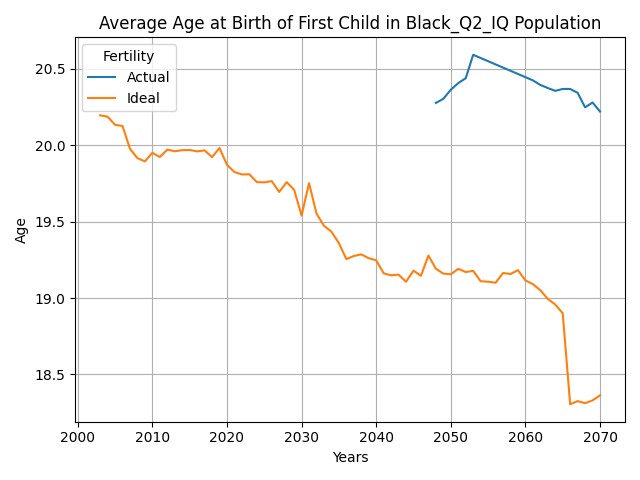 Average Age at Birth of First Child in Black_Q2_IQ Population
Fertility
Actual
Ideal
Age
20.5
20.0
19.5
19.0
18.5
2000 2010 2020 2030 2040 2050 2060 2070
Years